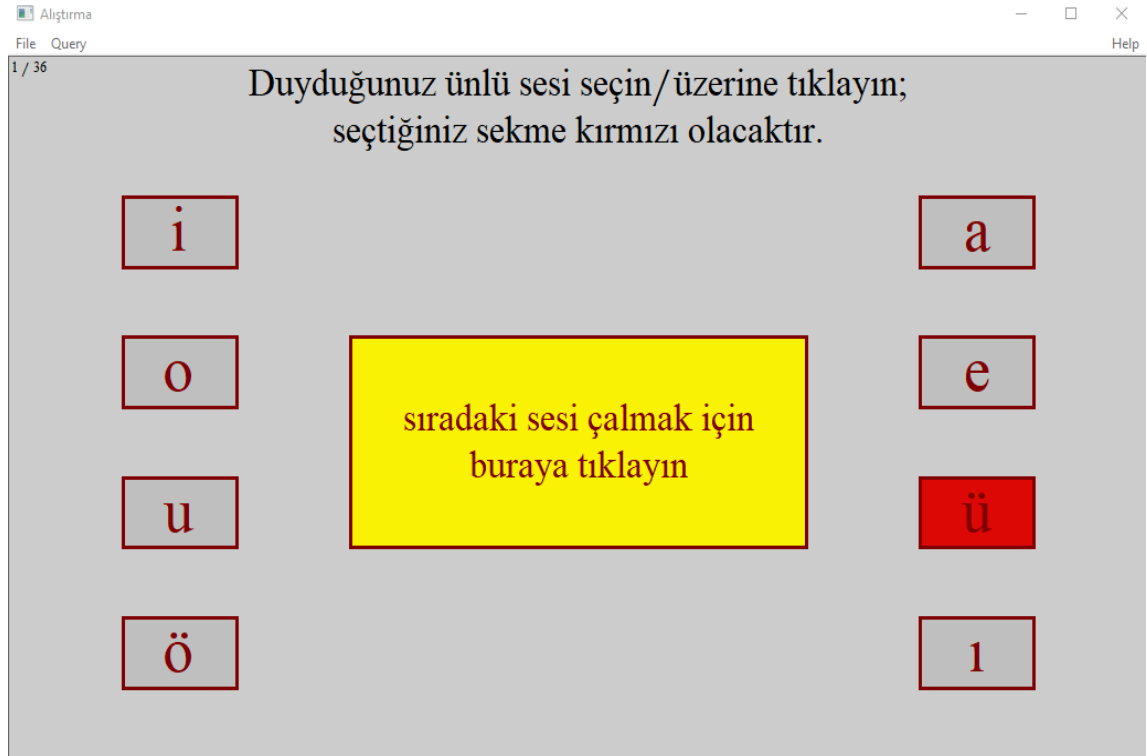 Alıştırma
File Query Help
1 / 36
Duyduğunuz ünlü sesi seçin/üzerine tıklayın;
seçtiğiniz sekme kırmızı olacaktır.
i a
o e
sıradaki sesi çalmak için
buraya tıklayın
u ü
ö ı